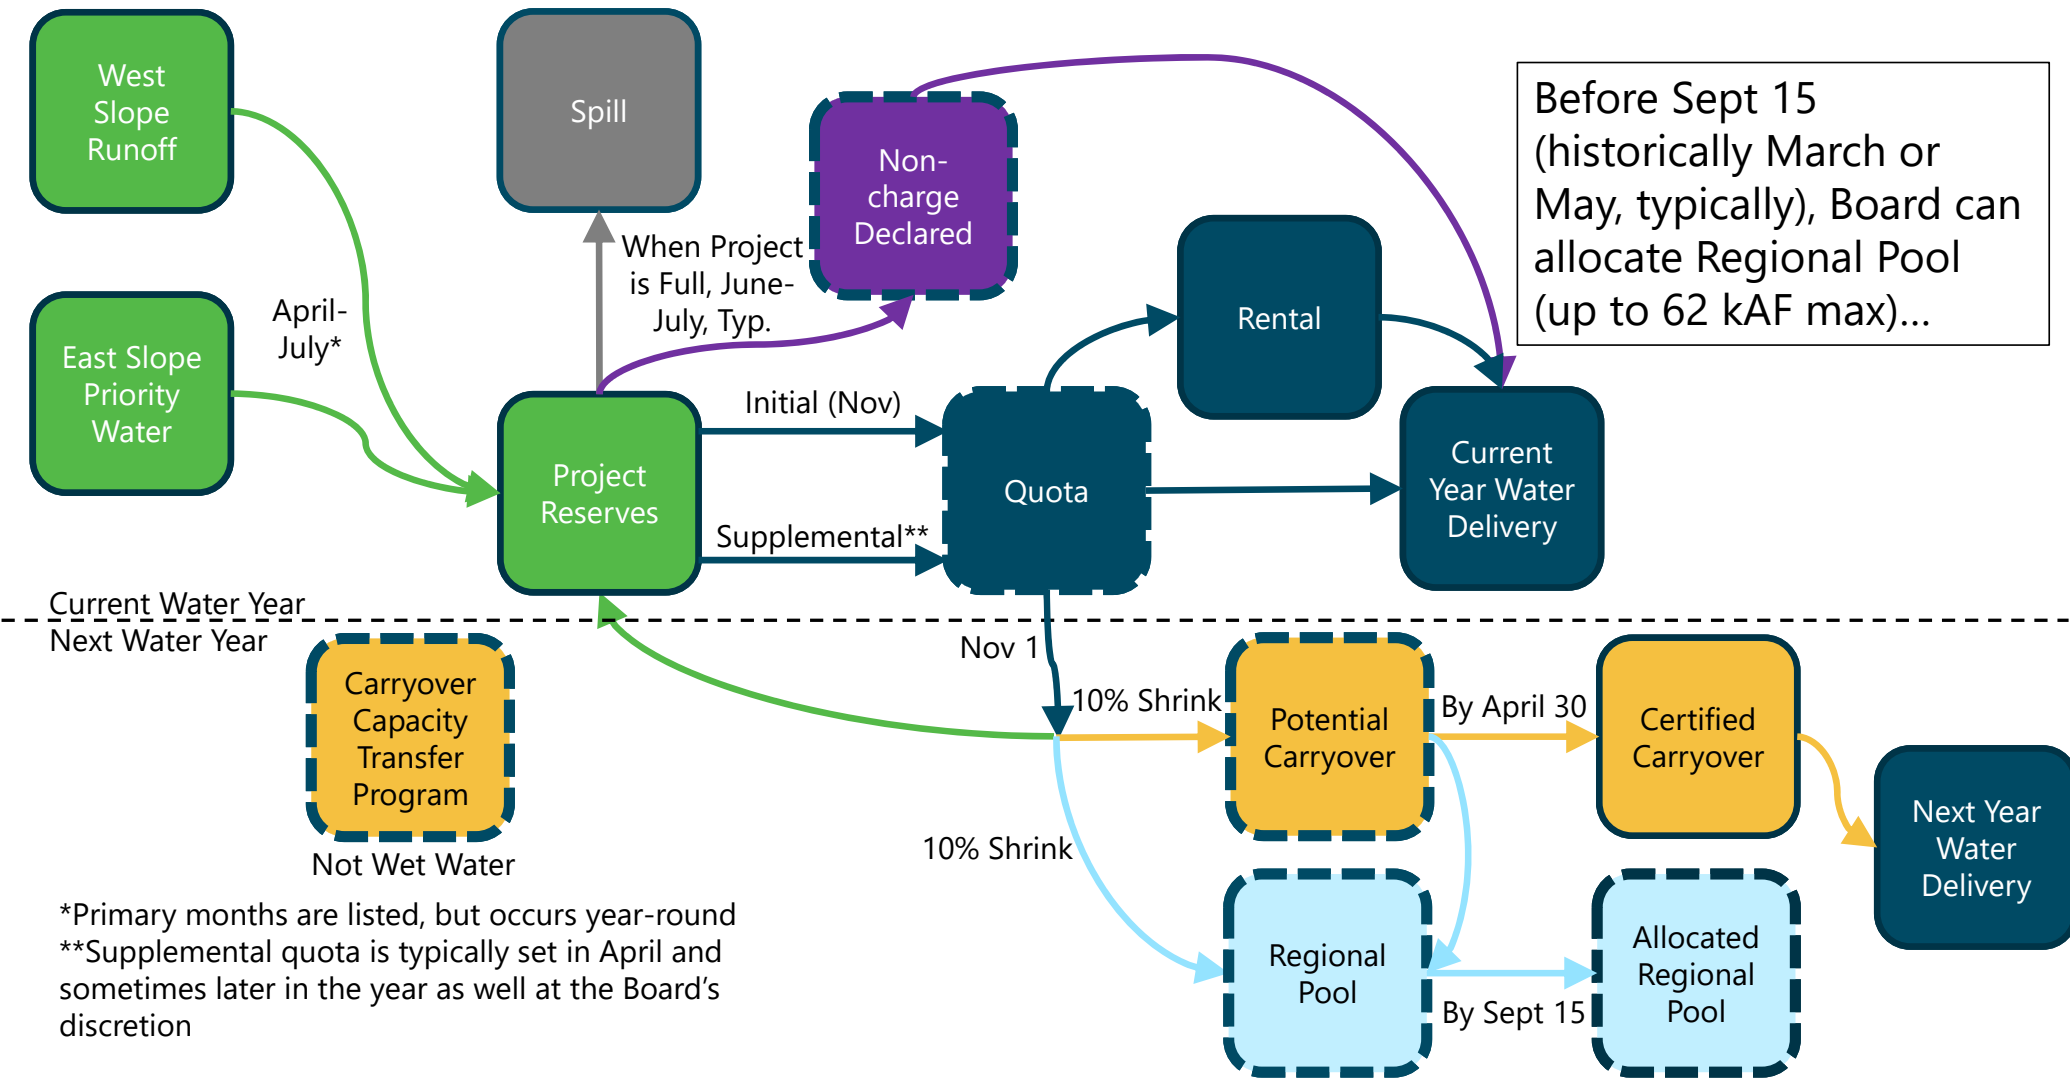 West
Slope
Runoff
Spill
Non-
charge
Declared
Before Sept 15
(historically March or
May, typically), Board can
allocate Regional Pool
(up to 62 kAF max)...
When Project
is Full, June-
July, Typ.
Rental
April-
July*
East Slope
Priority
Water
Initial (Nov)
Project
Reserves
Quota
Current
Year Water
Delivery
Supplemental**
Current Water Year
Next Water Year
Nov 1
Carryover
Capacity
Transfer
Program
Not Wet Water
10% Shrink
Potential
Carryover
By April 30
Certified
Carryover
Next Year
Water
Delivery
10% Shrink
Regional
Pool
By Sept 15
Allocated
Regional
Pool
*Primary months are listed, but occurs year-round
**Supplemental quota is typically set in April and
sometimes later in the year as well at the Board’s
discretion